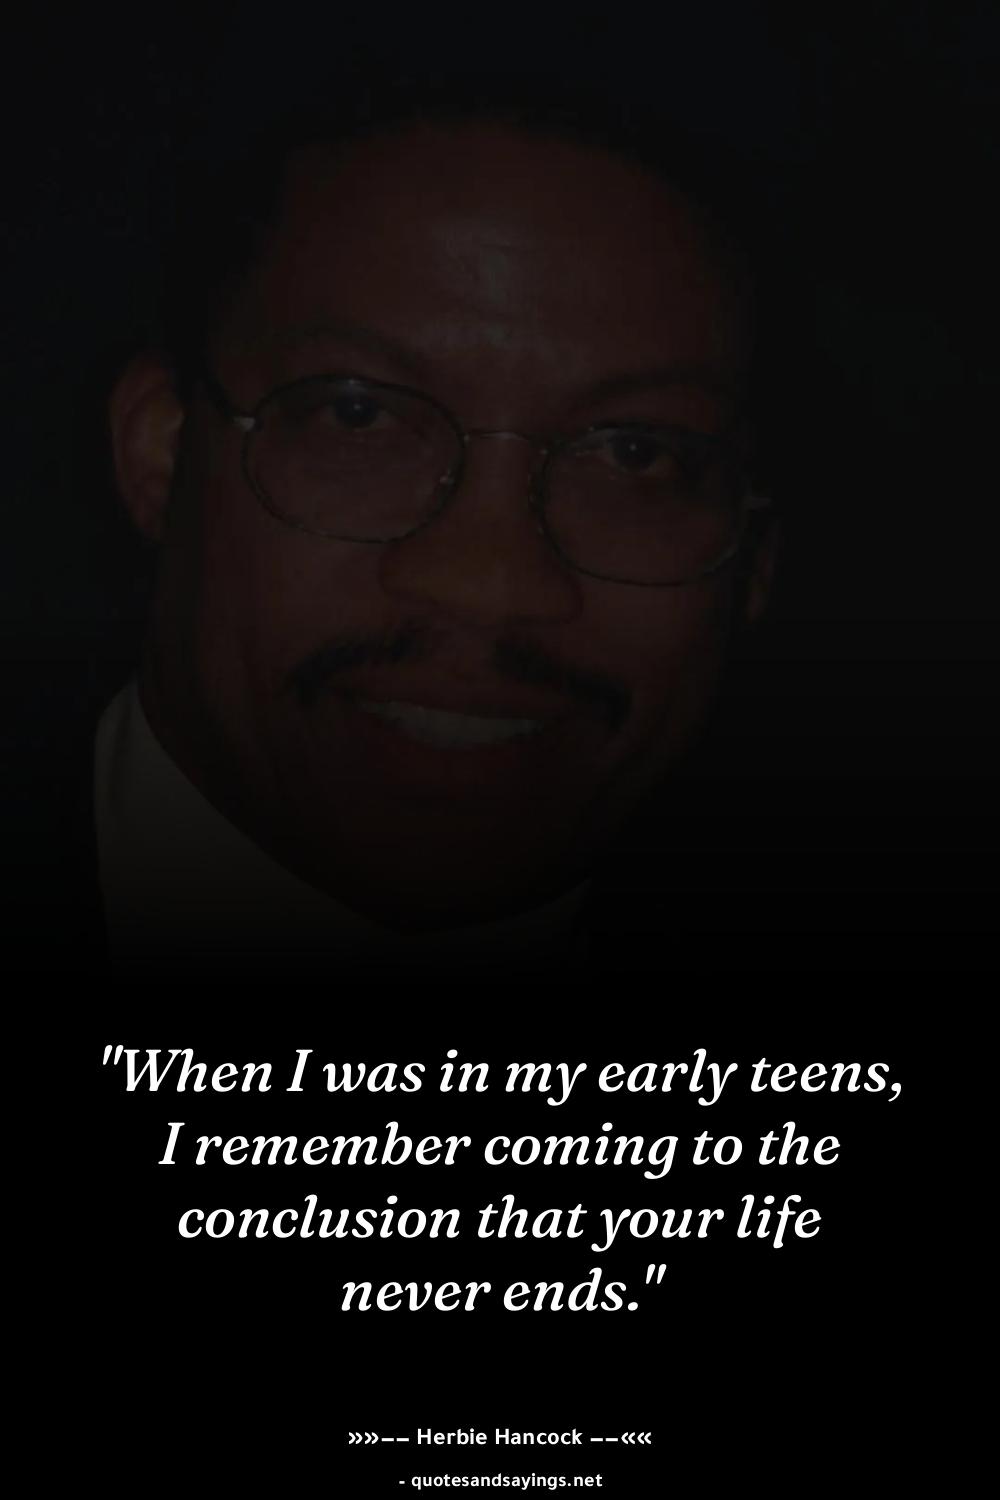 "When I was in my early teens,
I remember coming to the
conclusion that your life
never ends."
»»–– Herbie Hancock ––««
- quotesandsayings.net